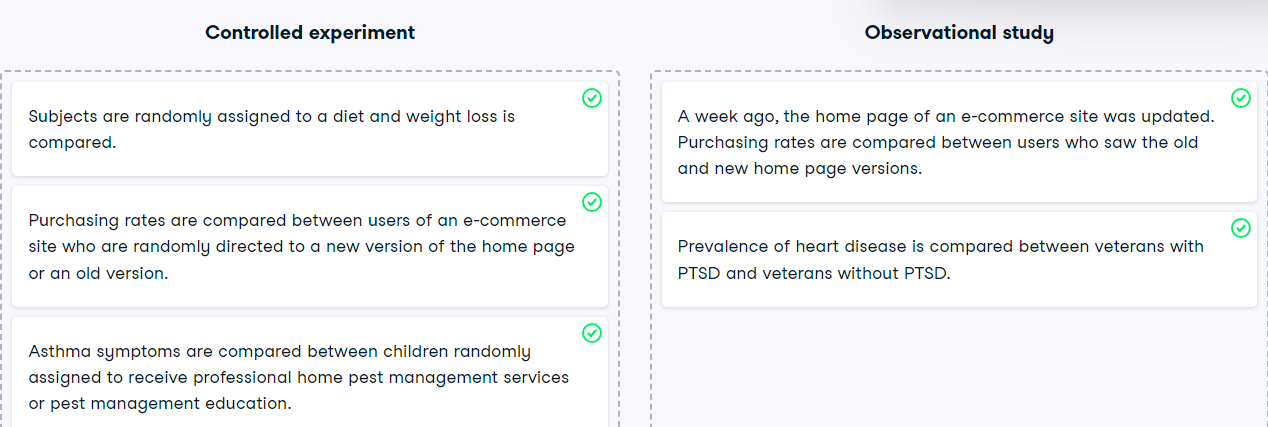 Controlled experiment
Subjects are randomly assigned to a diet and weight loss is
compared.
Purchasing rates are compared between users of an e-commerce
site who are randomly directed to a new version of the home page
or an old version.
Asthma symptoms are compared between children randomly
assigned to receive professional home pest management services
or pest management education.
Observational study
A week ago, the home page of an e-commerce site was updated.
Purchasing rates are compared between users who saw the old
and new home page versions.
Prevalence of heart disease is compared between veterans with
PTSD and veterans without PTSD.